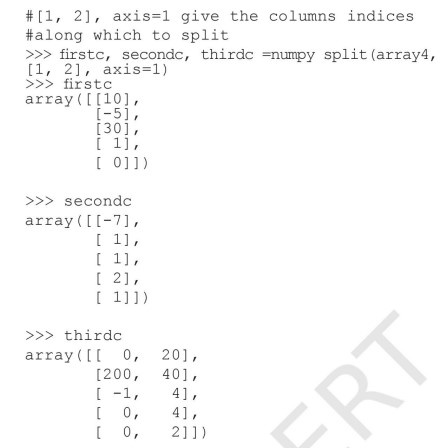 #[1, 2], axis=1 give the columns indices
#along which to split
>>> firstc, secondc, thirdc =numpy split(array4,
[1, 2], axis=1)
>>> firstc
array([[10],
[-5],
[30],
[ 1],
[ 0]])
>>> secondc
array([[-7],
[ 1],
[ 1],
[ 2],
[ 1]])
>>> thirdc
array([[ 0, 20],
[200, 40],
[ -1, 4],
[ 0, 4],
[ 0, 2]])
ERT